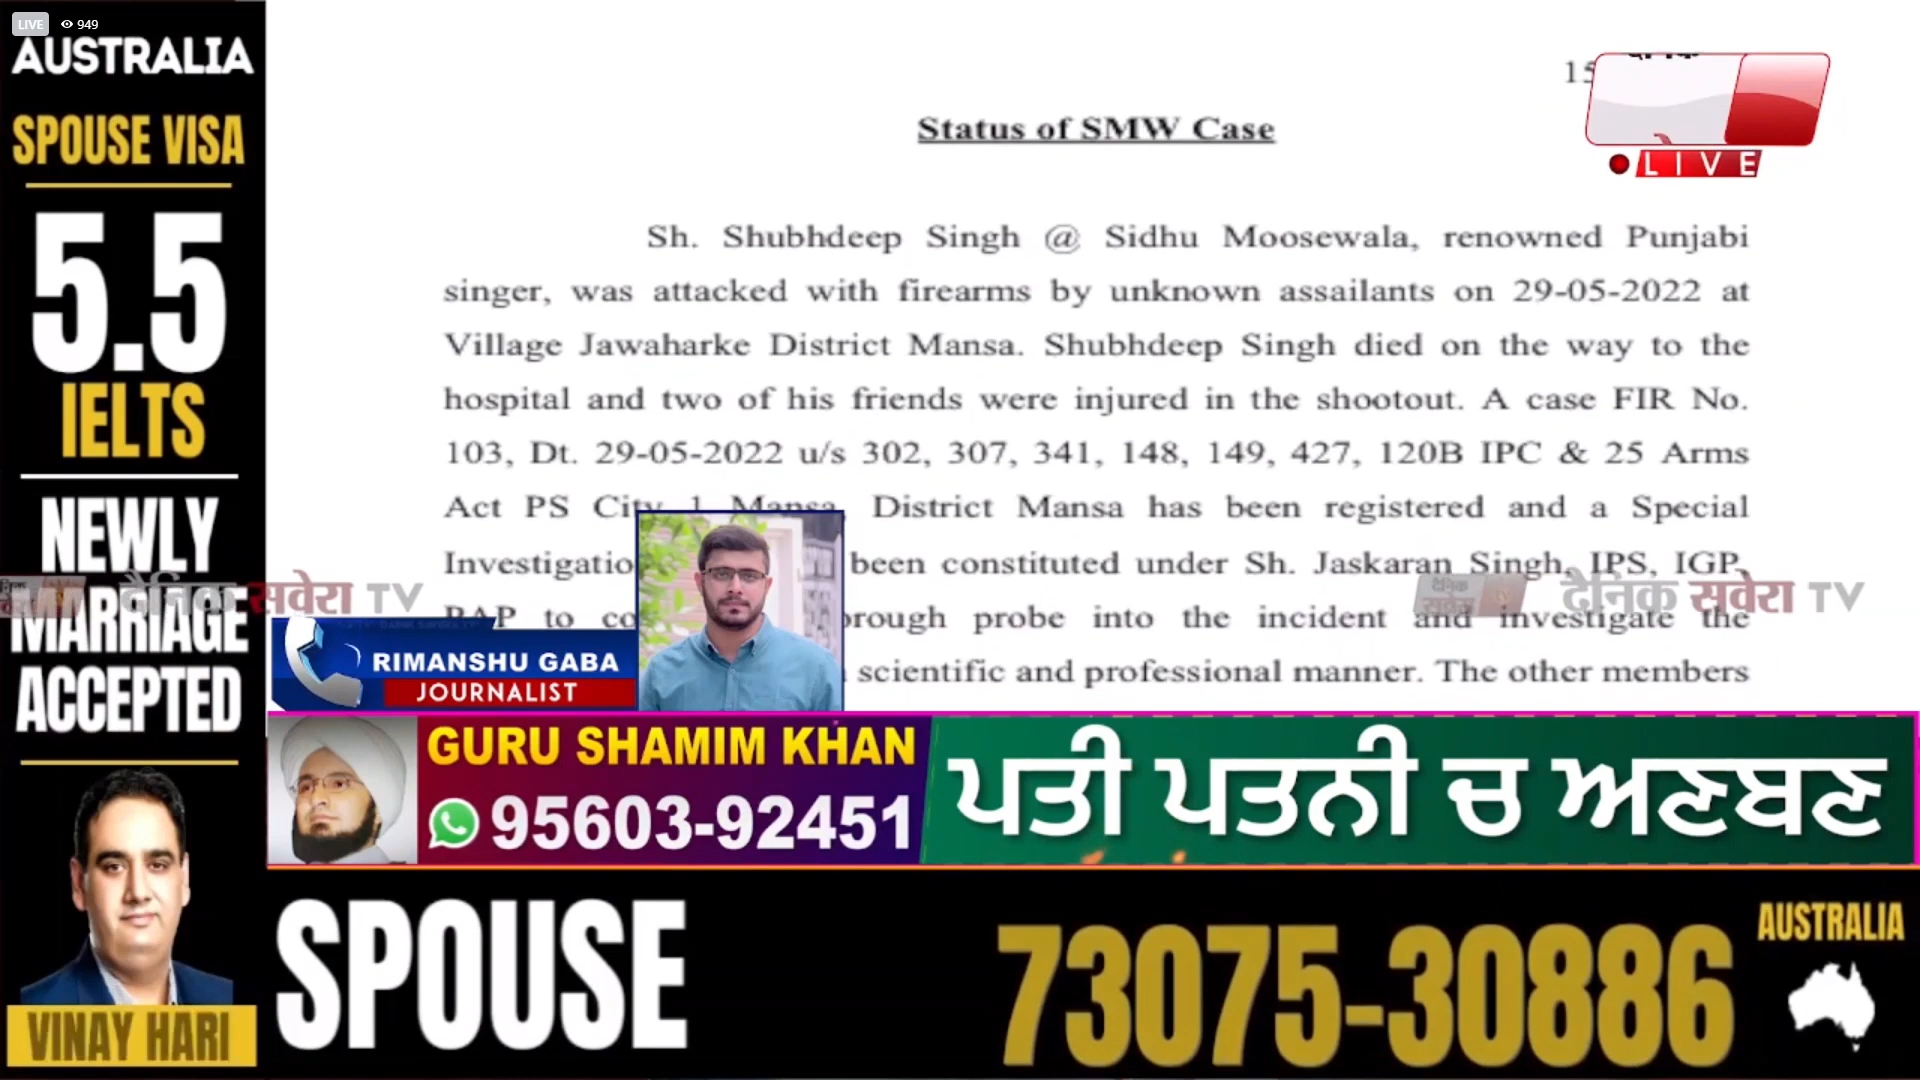 LIVE 949
AUSTRALIA
SPOUSE VISA
5.5
IELTS
NEWLY
MARRIAGE
ACCEPTED
VINAY HARI
15
LIVE
Status of SMW Case
Sh. Shubhdeep Singh @ Sidhu Moosewala, renowned Punjabi
singer, was attacked with firearms by unknown assailants on 29-05-2022 at
Village Jawaharke District Mansa. Shubhdeep Singh died on the way to the
hospital and two of his friends were injured in the shootout. A case FIR No.
103, Dt. 29-05-2022 u/s 302, 307, 341, 148, 149, 427, 120B IPC & 25 Arms
Act PS City 1 Mansa, District Mansa has been registered and a Special
been constituted under Sh. Jaskaran Singh, IPS, IGP,
to probe into the incident and investigate the
scientific and professional manner. The other members
दैनिक सवेरा TV
दैनिक सवेरा TV
RIMANSHU GABA
JOURNALIST
GURU SHAMIM KHAN
95603-92451
ਪਤੀ ਪਤਨੀ ਚ ਅਣਬਣ
SPOUSE
73075-30886
AUSTRALIA